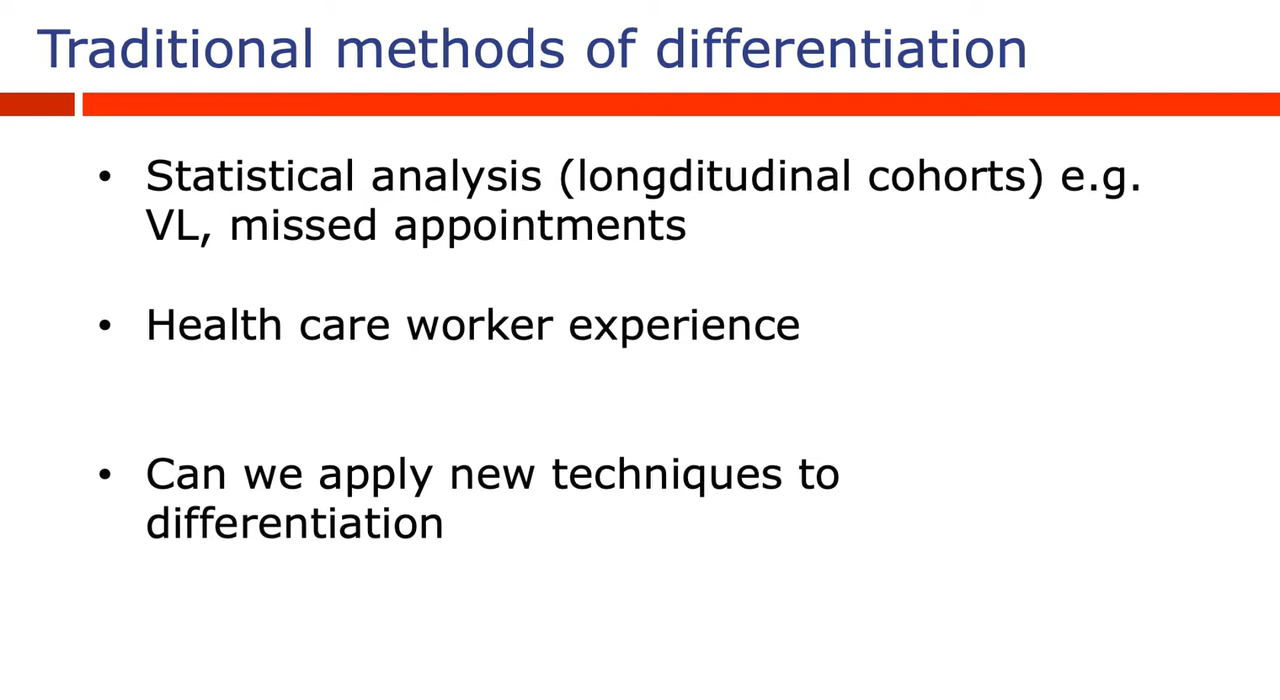 Traditional methods of differentiation
• Statistical analysis (longditudinal cohorts) e.g.
VL, missed appointments
• Health care worker experience
• Can we apply new techniques to
differentiation